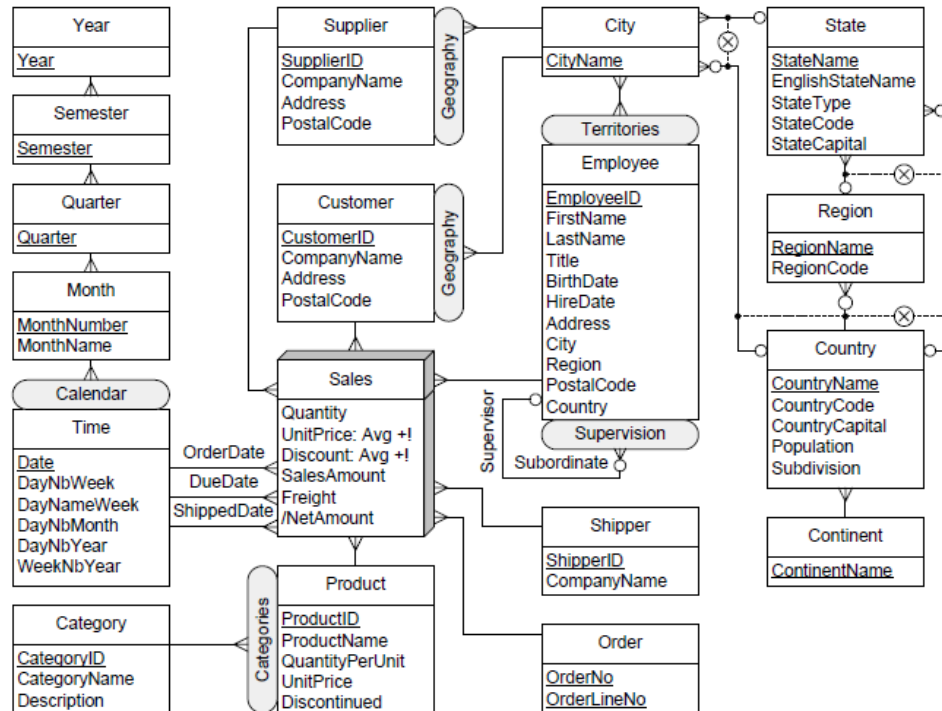 Year
Year
Semester
Semester
Quarter
Quarter
Month
MonthNumber
MonthName
Calendar
Time
Date
DayNbWeek
DayNameWeek
DayNbMonth
DayNbYear
WeekNbYear
Category
CategoryID
CategoryName
Description
OrderDate
DueDate
ShippedDate
Supplier
SupplierID
CompanyName
Address
PostalCode
Geography
Customer
CustomerID
CompanyName
Address
PostalCode
Geography
Sales
Quantity
UnitPrice: Avg +!
Discount: Avg +!
SalesAmount
Freight
/NetAmount
Categories
Product
ProductID
ProductName
QuantityPerUnit
UnitPrice
Discontinued
City
CityName
Territories
Employee
EmployeeID
FirstName
LastName
Title
BirthDate
HireDate
Address
City
Region
PostalCode
Country
Supervision
Supervisor
Subordinate
Shipper
ShipperID
CompanyName
Order
OrderNo
OrderLineNo
State
StateName
EnglishStateName
StateType
StateCode
StateCapital
Region
RegionName
RegionCode
Country
CountryName
CountryCode
CountryCapital
Population
Subdivision
Continent
ContinentName